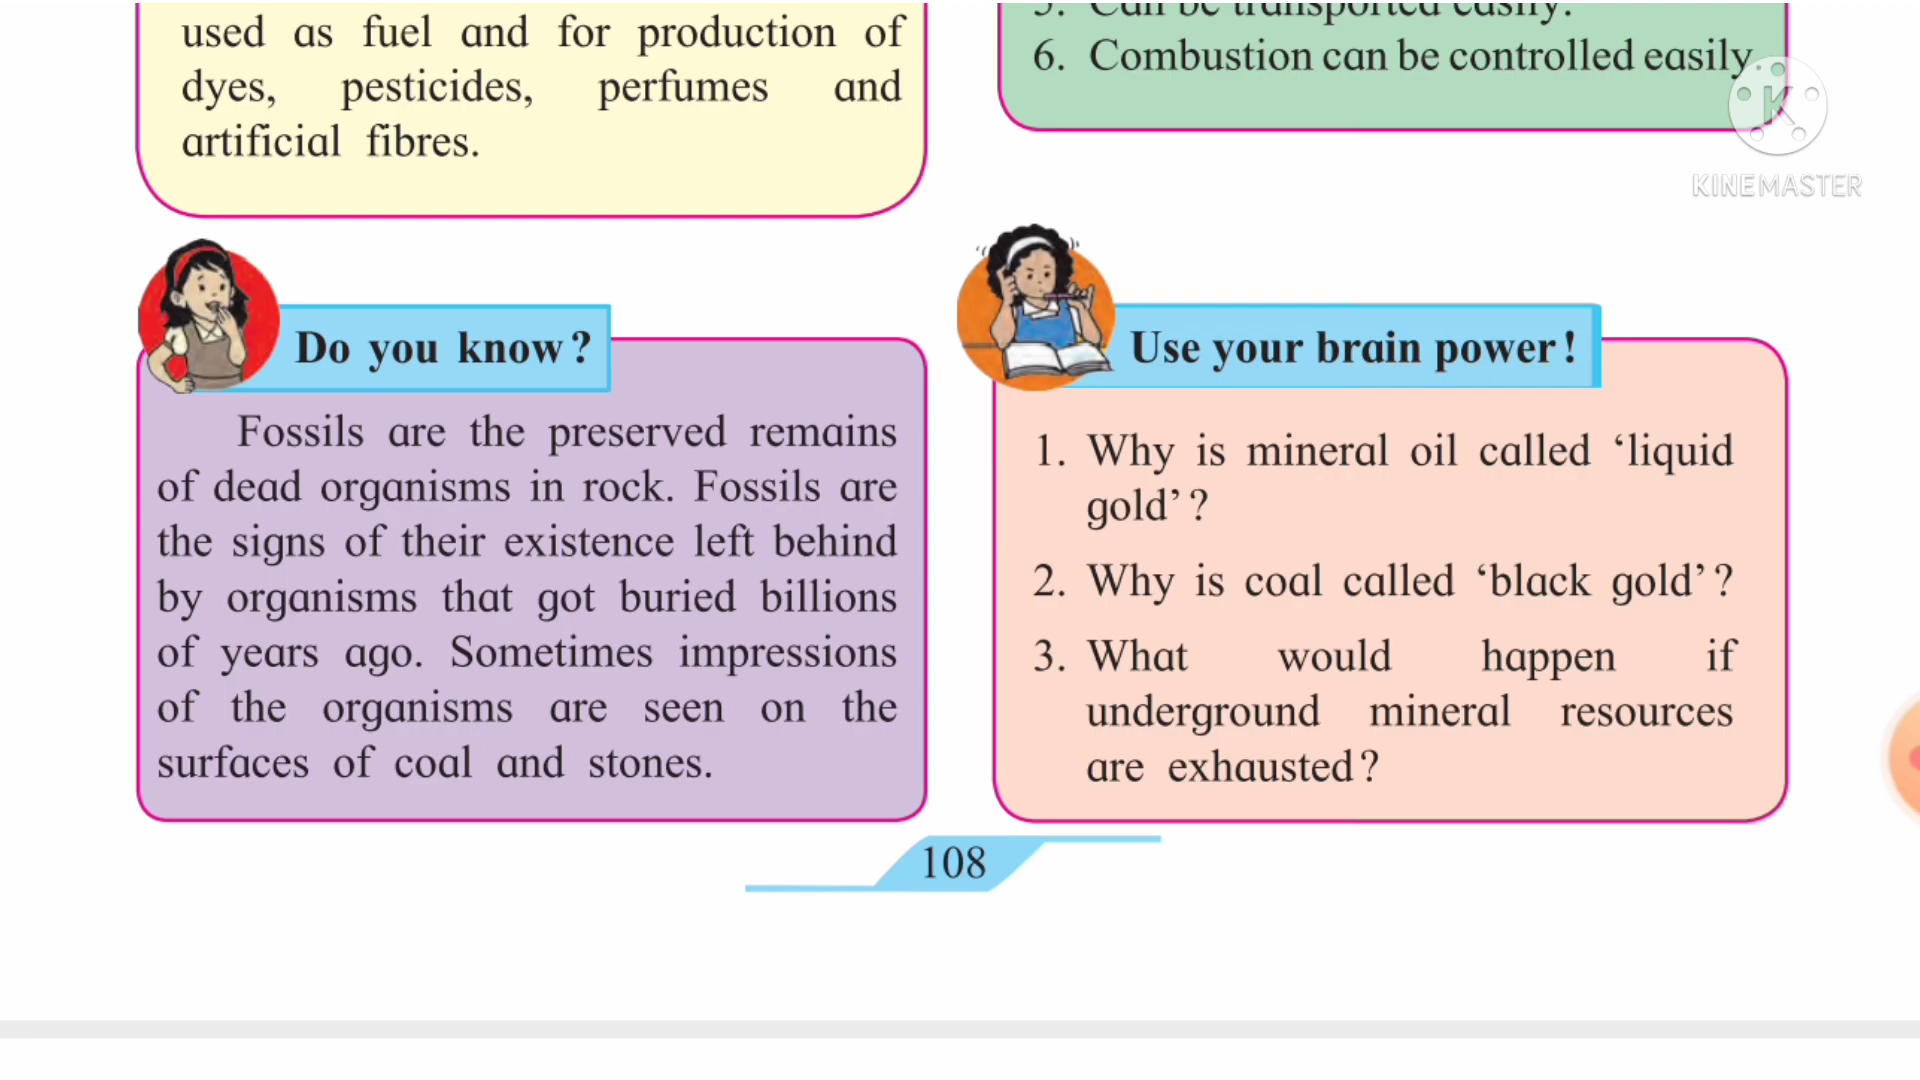 used as fuel and for production of
dyes, pesticides, perfumes and
artificial fibres.
5. Can be transported easily.
6. Combustion can be controlled easily.
K
KINEMASTER
Do you know?
Fossils are the preserved remains
of dead organisms in rock. Fossils are
the signs of their existence left behind
by organisms that got buried billions
of years ago. Sometimes impressions
of the organisms are seen on the
surfaces of coal and stones.
Use your brain power!
1. Why is mineral oil called ‘liquid
gold’?
2. Why is coal called ‘black gold’?
3. What would happen if
underground mineral resources
are exhausted?
108